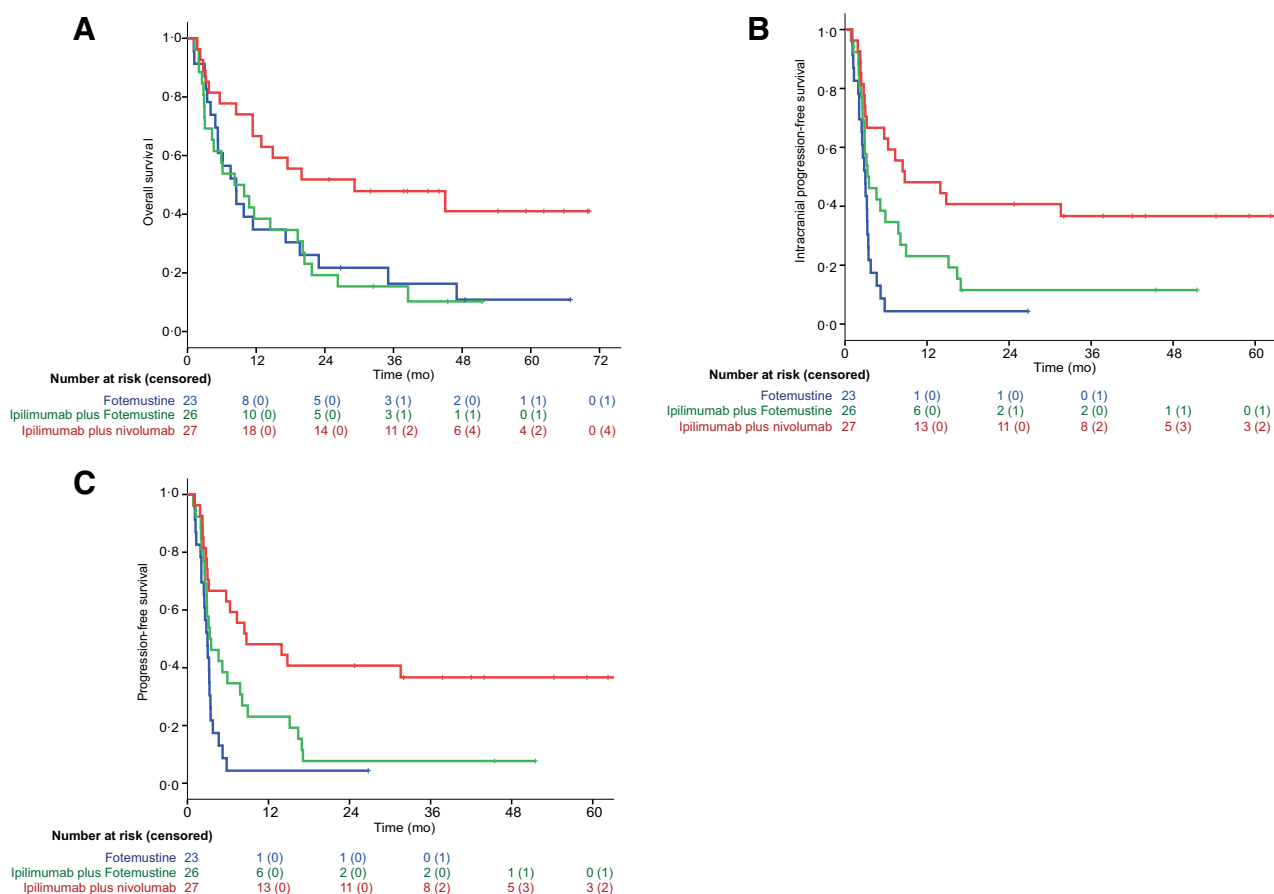 A
Overall survival
1·0
0·8
0·6
0·4
0·2
0·0
0 12 24 36 48 60 72
Time (mo)
Number at risk (censored)
Fotemustine 23 8 (0) 5 (0) 3 (1) 2 (0) 1 (1) 0 (1)
Ipilimumab plus Fotemustine 26 10 (0) 5 (0) 3 (1) 1 (1) 0 (1)
Ipilimumab plus nivolumab 27 18 (0) 14 (0) 11 (2) 6 (4) 4 (2) 0 (4)
B
Intracranial progression-free survival
1·0
0·8
0·6
0·4
0·2
0·0
0 12 24 36 48 60
Time (mo)
Number at risk (censored)
Fotemustine 23 1 (0) 1 (0) 0 (1)
Ipilimumab plus Fotemustine 26 6 (0) 2 (1) 2 (0) 1 (1) 0 (1)
Ipilimumab plus nivolumab 27 13 (0) 11 (0) 8 (2) 5 (3) 3 (2)
C
Progression-free survival
1·0
0·8
0·6
0·4
0·2
0·0
0 12 24 36 48 60
Time (mo)
Number at risk (censored)
Fotemustine 23 1 (0) 1 (0) 0 (1)
Ipilimumab plus Fotemustine 26 6 (0) 2 (0) 2 (0) 1 (1) 0 (1)
Ipilimumab plus nivolumab 27 13 (0) 11 (0) 8 (2) 5 (3) 3 (2)